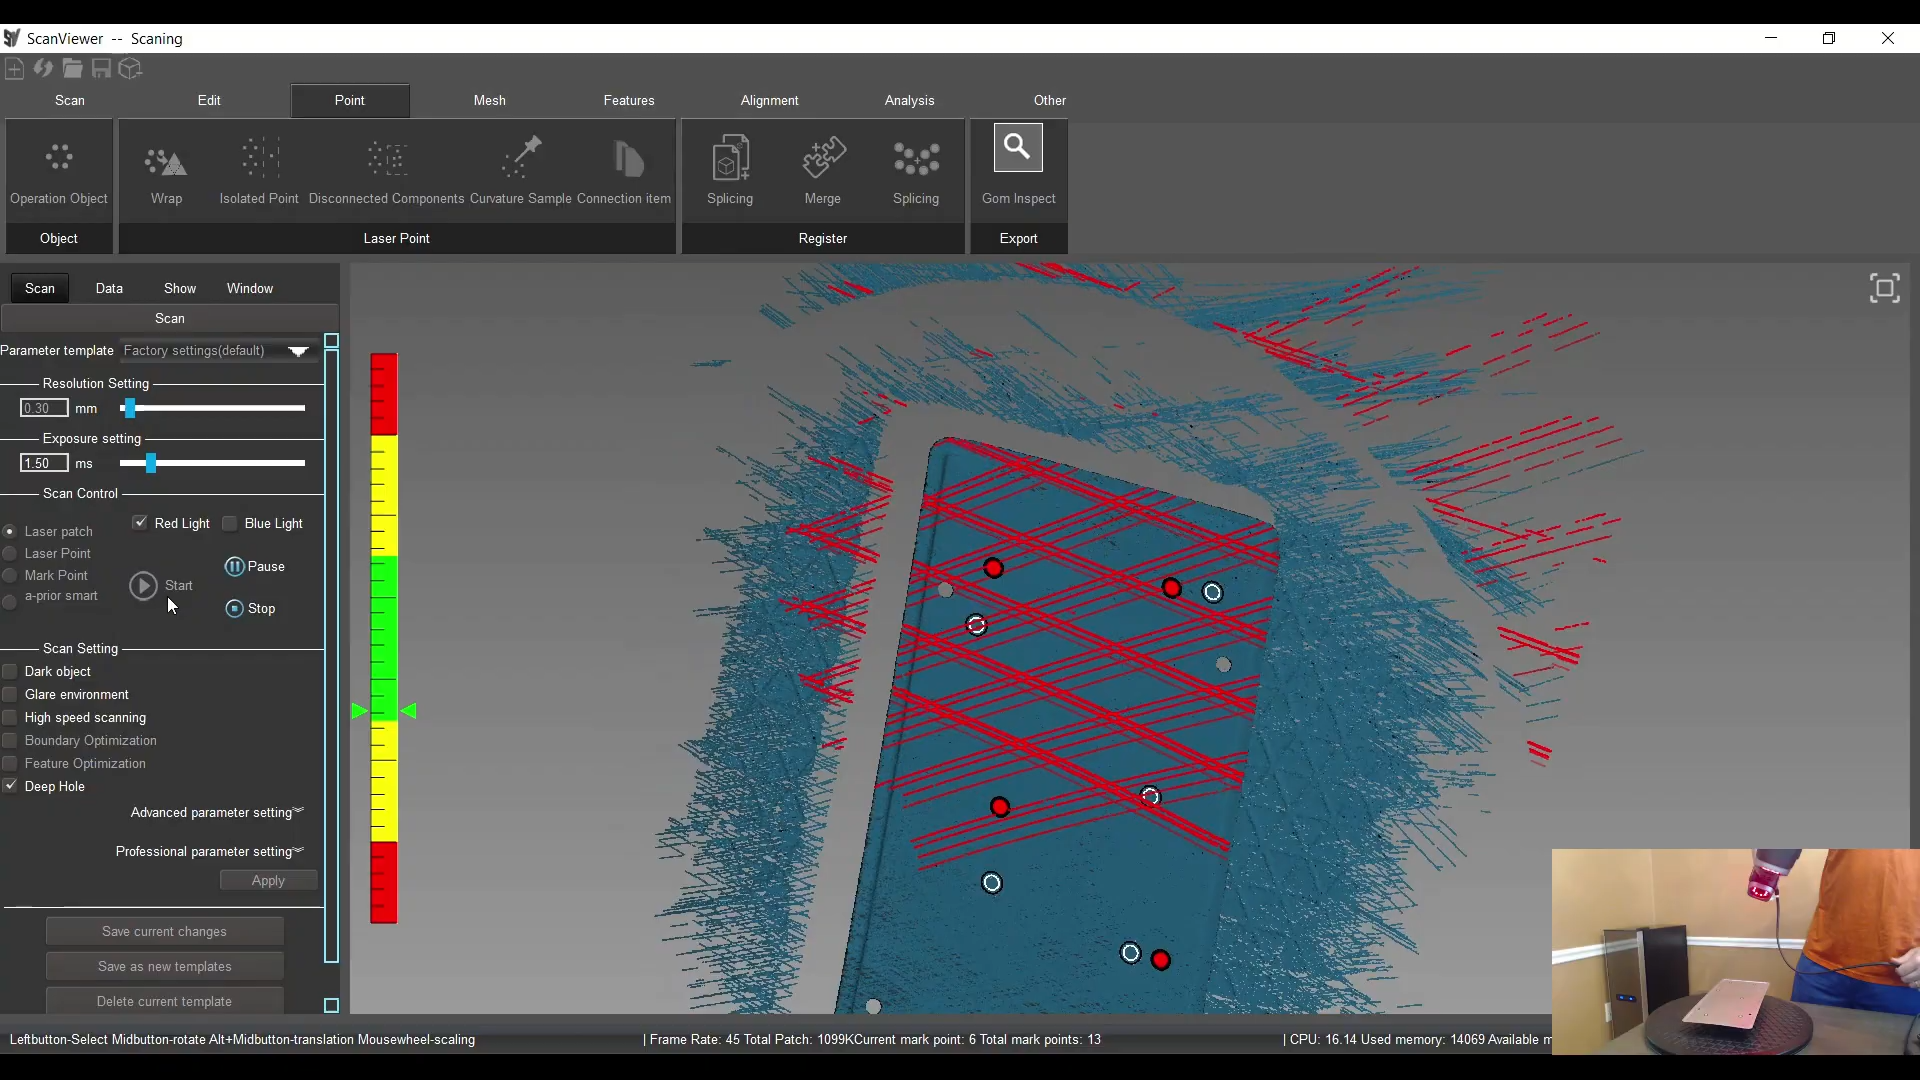 ScanViewer -- Scaning
Scan Edit Point Mesh Features Alignment Analysis Other
Operation Object Wrap Isolated Point Disconnected Components Curvature Sample Connection item Splicing Merge Splicing Gom Inspect
Object Laser Point Register Export
Scan Data Show Window
Scan
Parameter template Factory settings(default)
Resolution Setting
0.30 mm
Exposure setting
1.50 ms
Scan Control
Red Light Blue Light
Laser patch
Laser Point
Pause
Mark Point
Start
a-prior smart
Stop
Scan Setting
Dark object
Glare environment
High speed scanning
Boundary Optimization
Feature Optimization
Deep Hole
Advanced parameter setting
Professional parameter setting
Apply
Save current changes
Save as new templates
Delete current template
Leftbutton-Select Midbutton-rotate Alt+Midbutton-translation Mousewheel-scaling | Frame Rate: 45 Total Patch: 1099KCurrent mark point: 6 Total mark points: 13 | CPU: 16.14 Used memory: 14069 Available m